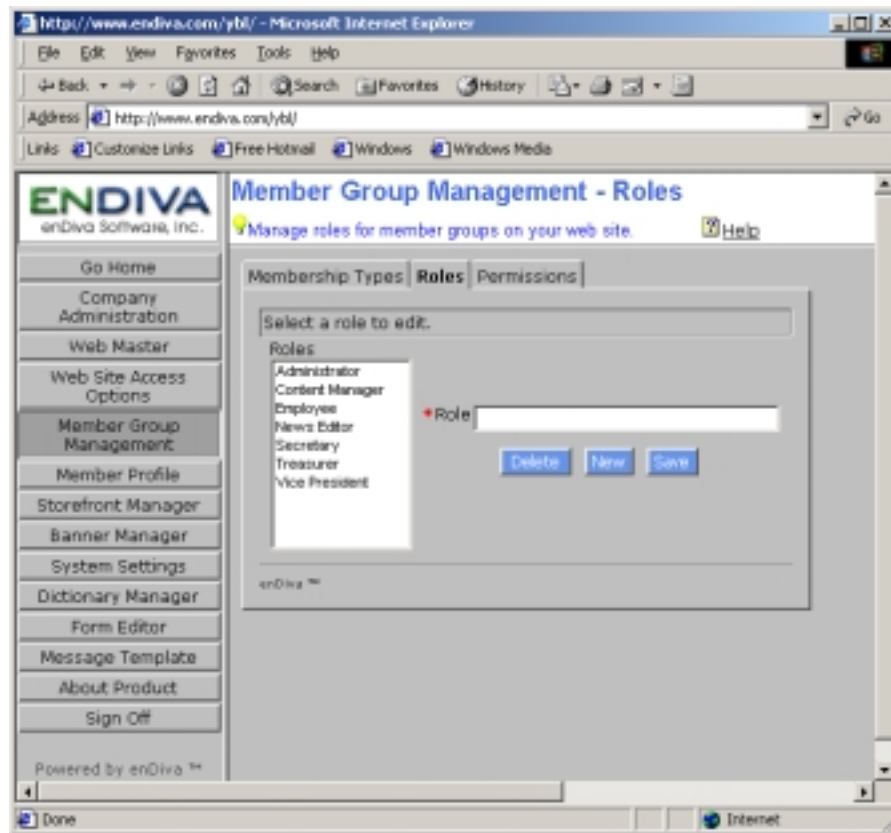 http://www.endiva.com/ybl/ - Microsoft Internet Explorer
File Edit View Favorites Tools Help
Back Search Favorites History
Address http://www.endiva.com/ybl/ Go
Links Customize Links Free Hotmail Windows Windows Media
ENDIVA
enDiva Software, Inc.
Member Group Management - Roles
Manage roles for member groups on your web site. Help
Go Home
Company
Administration
Web Master
Web Site Access
Options
Member Group
Management
Member Profile
Storefront Manager
Banner Manager
System Settings
Dictionary Manager
Form Editor
Message Template
About Product
Sign Off
Powered by enDiva ™
Membership Types Roles Permissions
Select a role to edit.
Roles
Administrator
Content Manager
Employee
News Editor
Secretary
Treasurer
Vice President
*Role
Delete New Save
enDiva ™
Done Internet